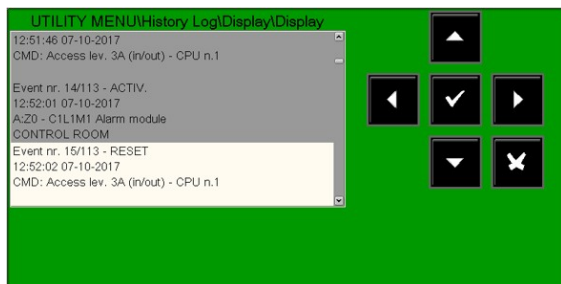 UTILITY MENU\History Log\Display\Display
12:51:46 07-10-2017
CMD: Access lev. 3A (in/out) - CPU n.1
Event nr. 14/113 - ACTIV.
12:52:01 07-10-2017
A:Z0 - C1L1M1 Alarm module
CONTROL ROOM
Event nr. 15/113 - RESET
12:52:02 07-10-2017
CMD: Access lev. 3A (in/out) - CPU n.1